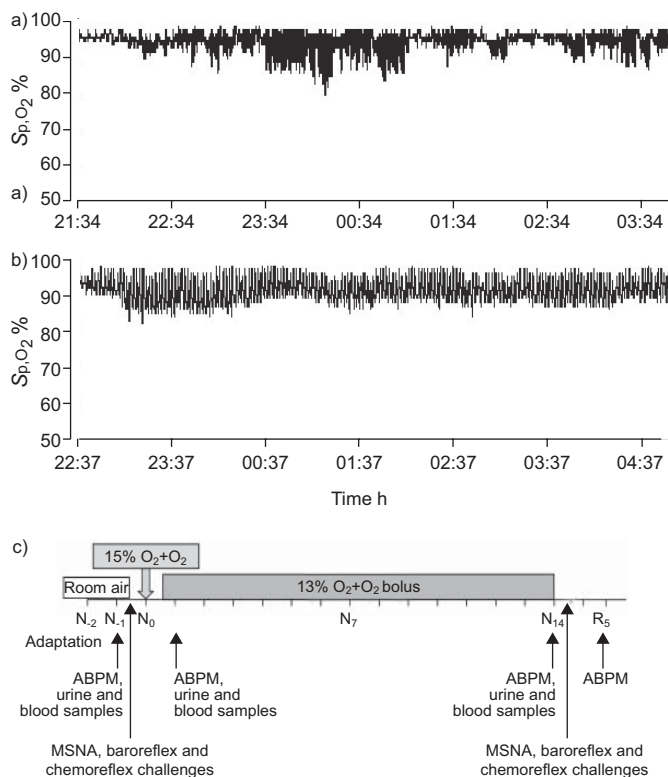 a)
100
90
80
70
60
50
Sp,O2 %
a)
21:34 22:34 23:34 00:34 01:34 02:34 03:34
b)
100
90
80
70
60
50
Sp,O2 %
22:37 23:37 00:37 01:37 02:37 03:37 04:37
Time h
c)
15% O2+O2
Room air
13% O2+O2 bolus
N-2 N-1 N0 N7 N14 R5
Adaptation
ABPM,
urine and
blood samples
ABPM,
urine and
blood samples
ABPM,
urine and
blood samples
ABPM
MSNA, baroreflex and
chemoreflex challenges
MSNA, baroreflex and
chemoreflex challenges